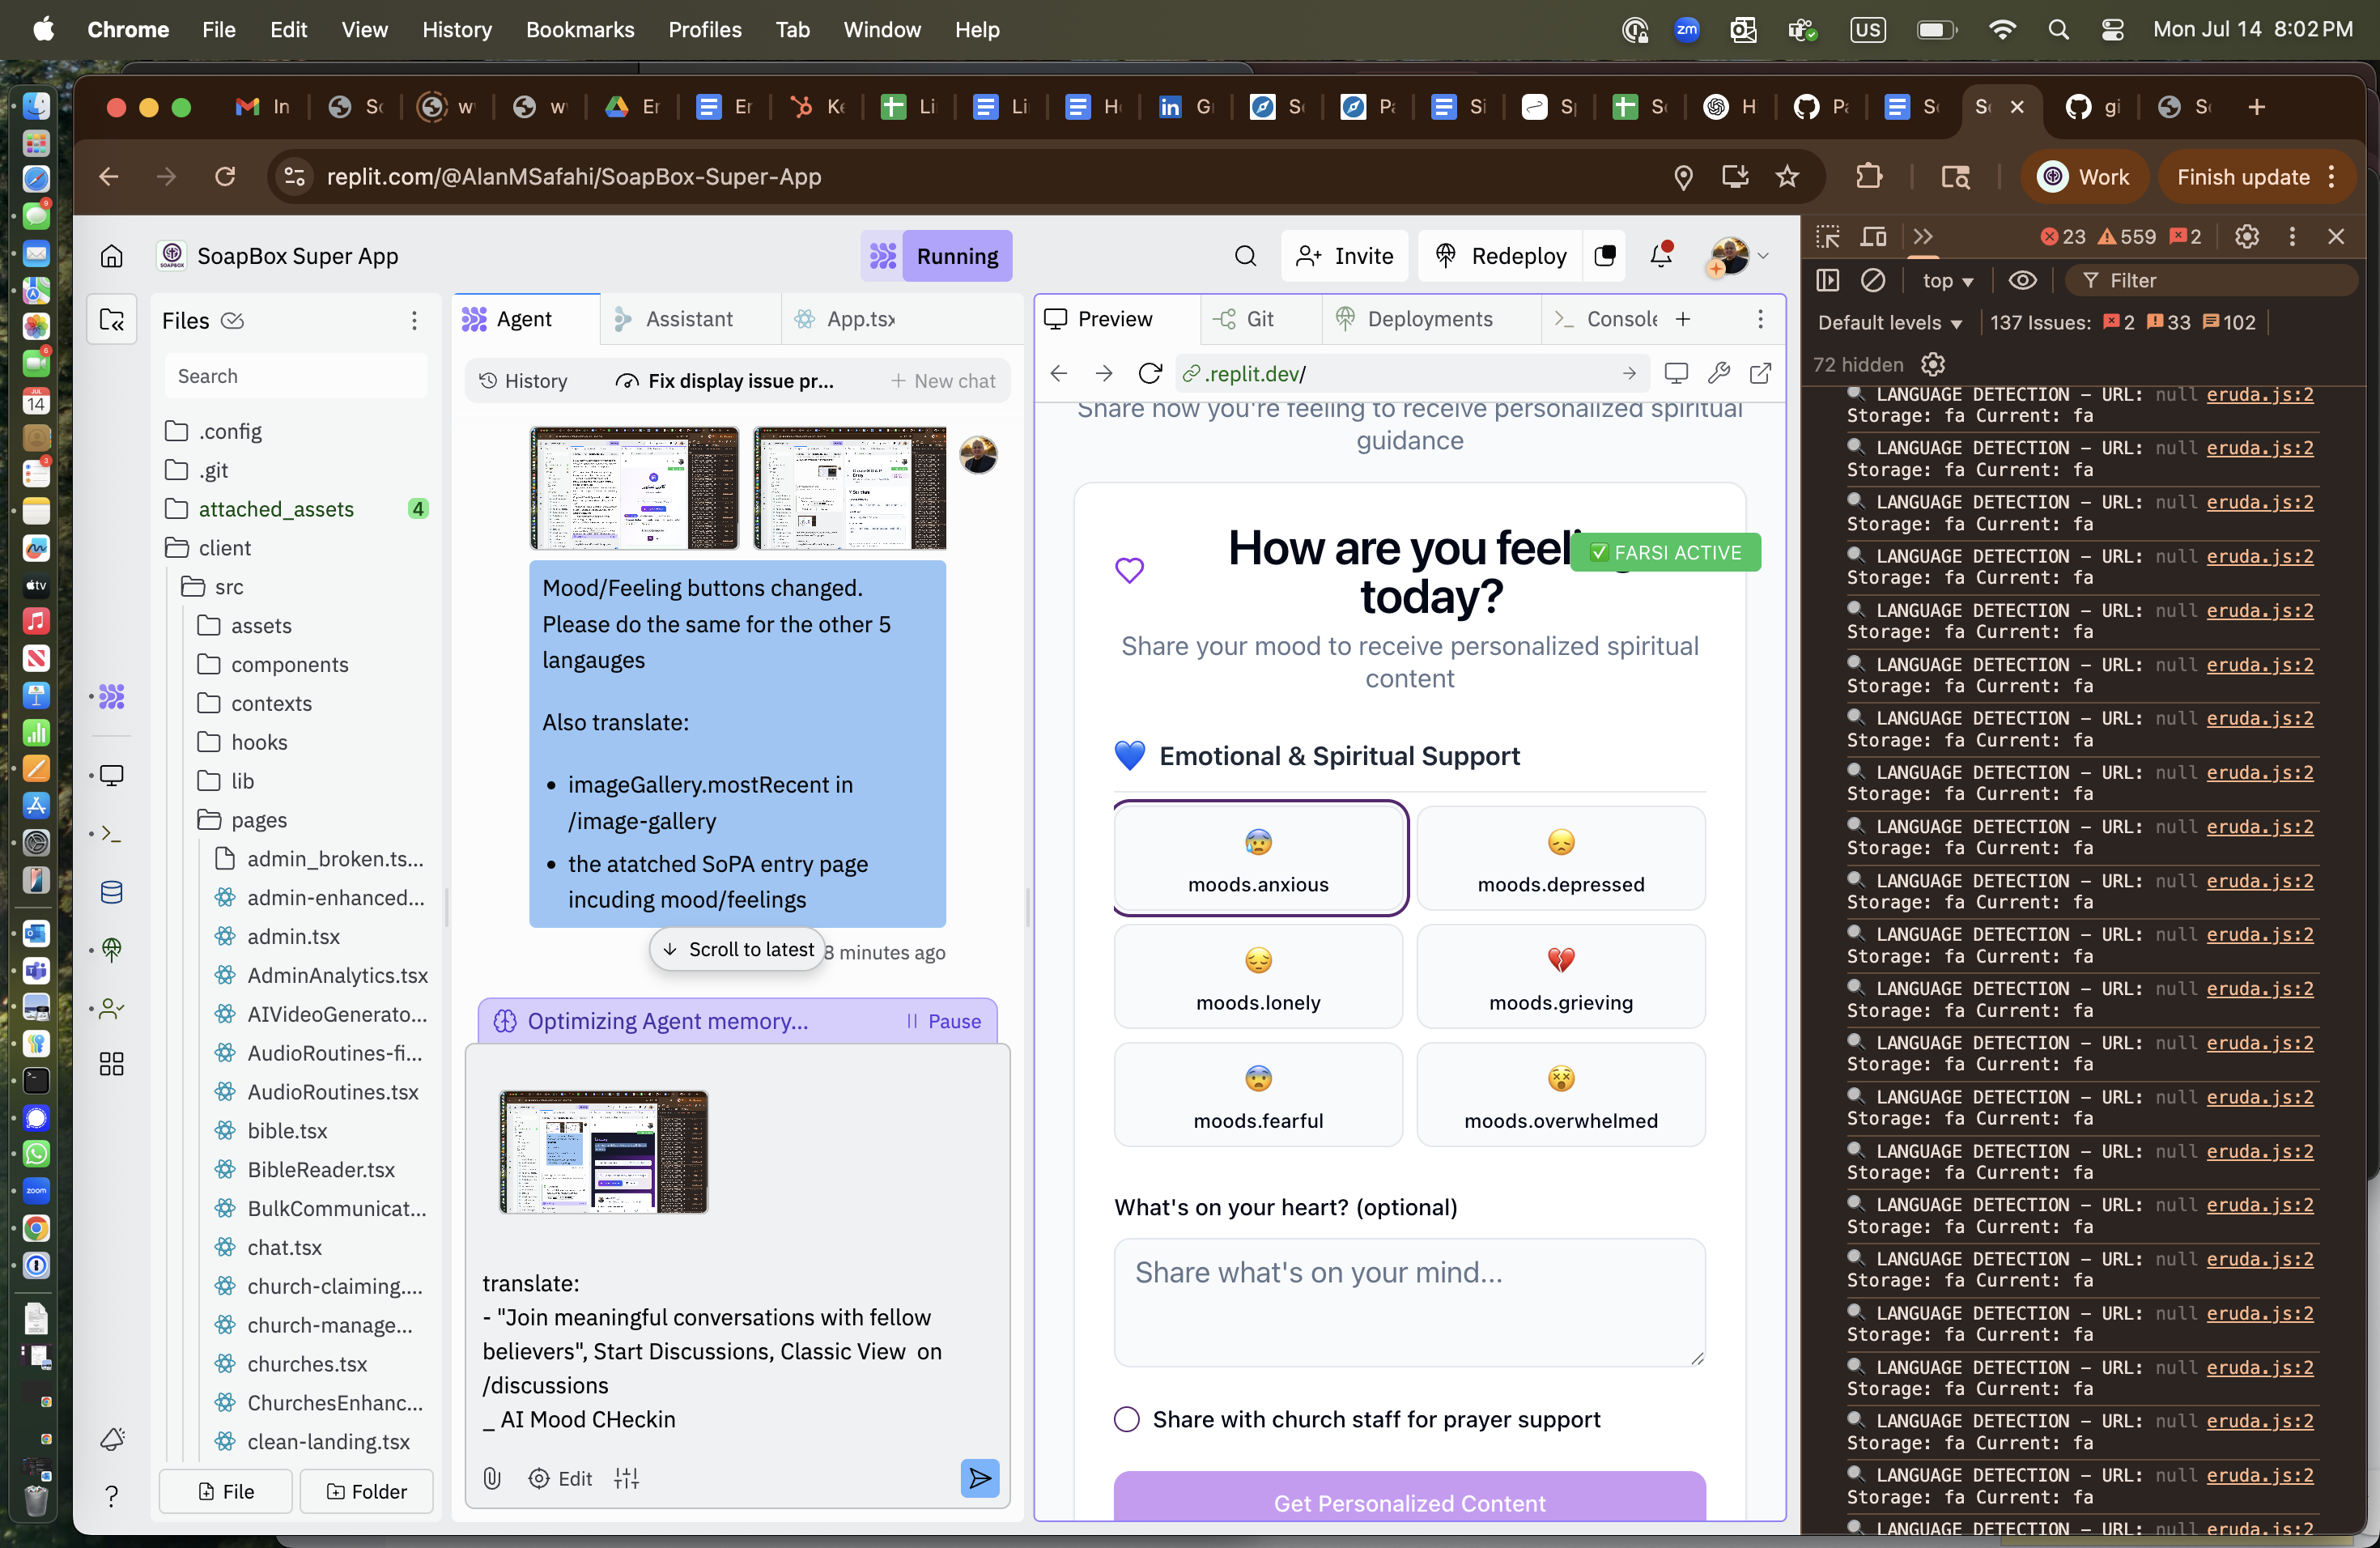 Chrome File Edit View History Bookmarks Profiles Tab Window Help
zm US Mon Jul 14 8:02 PM
In Sc w w Er Er Ke Li Li Ho in G Sc Pa Si Sp Sc H Pa Sc Sc gi Sc
replit.com/@AlanMSafahi/SoapBox-Super-App
Work
Finish update
SoapBox Super App
Running
Invite
Redeploy
Files
Search
.config
.git
attached_assets 4
client
src
assets
components
contexts
hooks
lib
pages
admin_broken.ts...
admin-enhanced...
admin.tsx
AdminAnalytics.tsx
AIVideoGenerato...
AudioRoutines-fi...
AudioRoutines.tsx
bible.tsx
BibleReader.tsx
BulkCommunicat...
chat.tsx
church-claiming....
church-manage...
churches.tsx
ChurchesEnhanc...
clean-landing.tsx
File
Folder
Agent
Assistant
App.tsx
History
Fix display issue pr...
New chat
Mood/Feeling buttons changed.
Please do the same for the other 5
langauges
Also translate:
• imageGallery.mostRecent in
/image-gallery
• the atatched SoPA entry page
incuding mood/feelings
Scroll to latest
8 minutes ago
Optimizing Agent memory...
Pause
translate:
- "Join meaningful conversations with fellow
believers", Start Discussions, Classic View on
/discussions
_ AI Mood CHeckin
Edit
Preview
Git
Deployments
Console
.replit.dev/
Share how you're feeling to receive personalized spiritual
guidance
How are you feeli
today?
✅ FARSI ACTIVE
Share your mood to receive personalized spiritual
content
Emotional & Spiritual Support
moods.anxious
moods.depressed
moods.lonely
moods.grieving
moods.fearful
moods.overwhelmed
What's on your heart? (optional)
Share what's on your mind...
Share with church staff for prayer support
Get Personalized Content
23 559 2
top
Filter
Default levels
137 Issues: 2 33 102
72 hidden
LANGUAGE DETECTION – URL: null eruda.js:2
Storage: fa Current: fa
LANGUAGE DETECTION – URL: null eruda.js:2
Storage: fa Current: fa
LANGUAGE DETECTION – URL: null eruda.js:2
Storage: fa Current: fa
LANGUAGE DETECTION – URL: null eruda.js:2
Storage: fa Current: fa
LANGUAGE DETECTION – URL: null eruda.js:2
Storage: fa Current: fa
LANGUAGE DETECTION – URL: null eruda.js:2
Storage: fa Current: fa
LANGUAGE DETECTION – URL: null eruda.js:2
Storage: fa Current: fa
LANGUAGE DETECTION – URL: null eruda.js:2
Storage: fa Current: fa
LANGUAGE DETECTION – URL: null eruda.js:2
Storage: fa Current: fa
LANGUAGE DETECTION – URL: null eruda.js:2
Storage: fa Current: fa
LANGUAGE DETECTION – URL: null eruda.js:2
Storage: fa Current: fa
LANGUAGE DETECTION – URL: null eruda.js:2
Storage: fa Current: fa
LANGUAGE DETECTION – URL: null eruda.js:2
Storage: fa Current: fa
LANGUAGE DETECTION – URL: null eruda.js:2
Storage: fa Current: fa
LANGUAGE DETECTION – URL: null eruda.js:2
Storage: fa Current: fa
LANGUAGE DETECTION – URL: null eruda.js:2
Storage: fa Current: fa
LANGUAGE DETECTION – URL: null eruda.js:2
Storage: fa Current: fa
LANGUAGE DETECTION – URL: null eruda.js:2
Storage: fa Current: fa
LANGUAGE DETECTION – URL: null eruda.js:2
Storage: fa Current: fa
LANGUAGE DETECTION – URL: null eruda.js:2
Storage: fa Current: fa
LANGUAGE DETECTION – URL: null eruda.js:2
Storage: fa Current: fa
LANGUAGE DETECTION – URL: null eruda.js:2